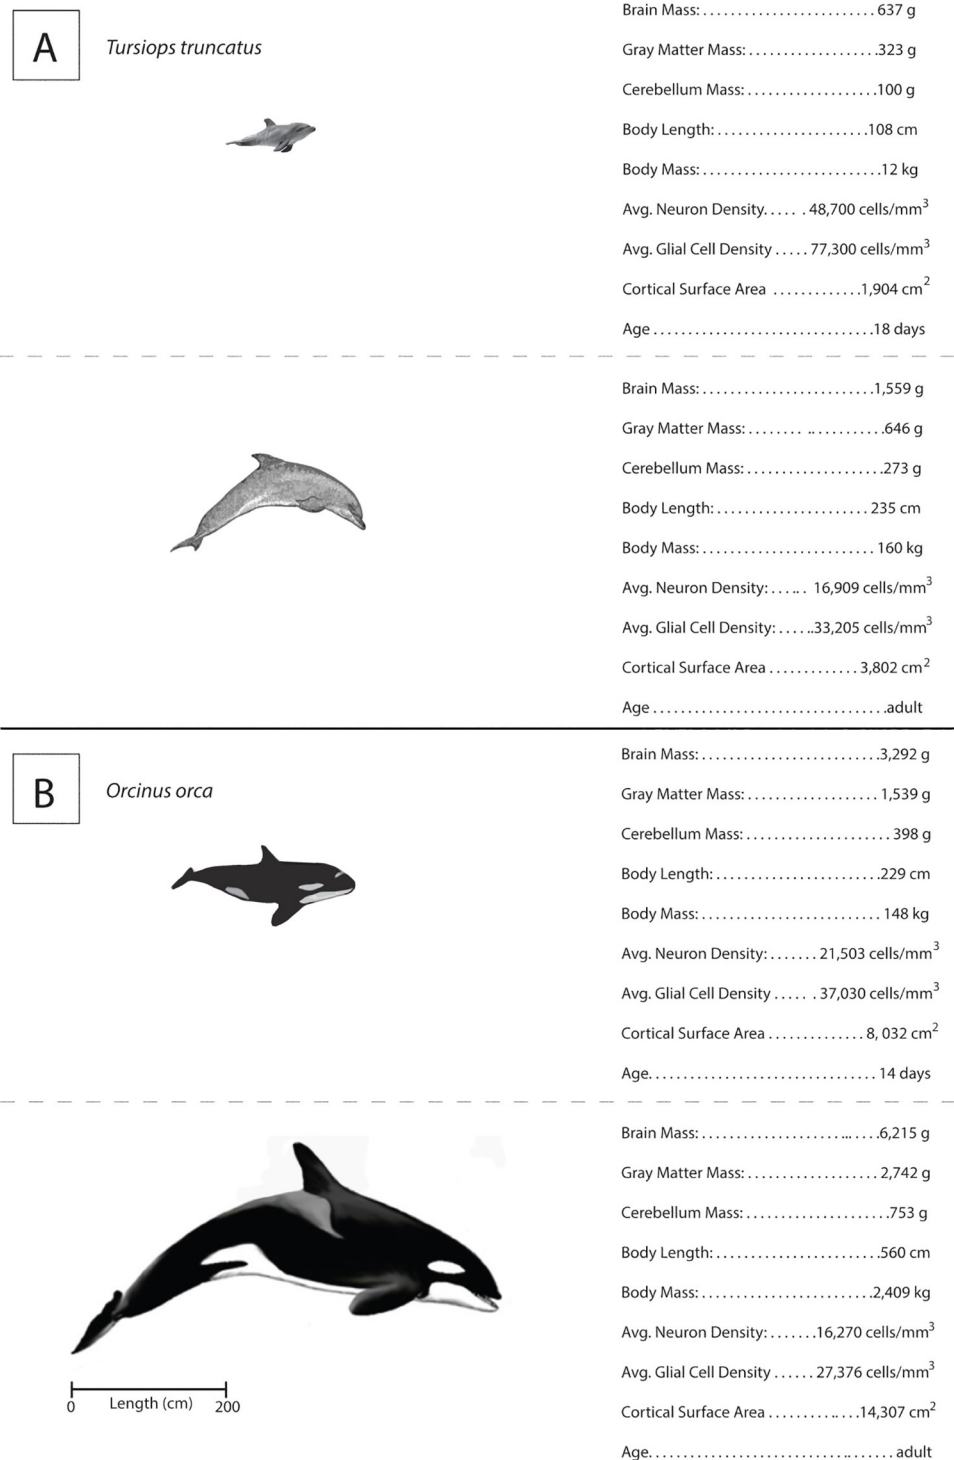 Brain Mass: . . . . . . . . . . . . . . . . . . . . . . . . . 637 g
A
Tursiops truncatus
Gray Matter Mass: . . . . . . . . . . . . . . . . . . .323 g
Cerebellum Mass: . . . . . . . . . . . . . . . . . . .100 g
Body Length: . . . . . . . . . . . . . . . . . . . . . .108 cm
Body Mass: . . . . . . . . . . . . . . . . . . . . . . . . . .12 kg
Avg. Neuron Density. . . . . . 48,700 cells/mm³
Avg. Glial Cell Density . . . . . 77,300 cells/mm³
Cortical Surface Area . . . . . . . . . . . . .1,904 cm²
Age . . . . . . . . . . . . . . . . . . . . . . . . . . . . . . . .18 days
Brain Mass: . . . . . . . . . . . . . . . . . . . . . . . . .1,559 g
Gray Matter Mass: . . . . . . . . .. . . . . . . . . . .646 g
Cerebellum Mass: . . . . . . . . . . . . . . . . . . . .273 g
Body Length: . . . . . . . . . . . . . . . . . . . . . . 235 cm
Body Mass: . . . . . . . . . . . . . . . . . . . . . . . . . 160 kg
Avg. Neuron Density: . . . ... . 16,909 cells/mm³
Avg. Glial Cell Density: . . . . ..33,205 cells/mm³
Cortical Surface Area . . . . . . . . . . . . . 3,802 cm²
Age . . . . . . . . . . . . . . . . . . . . . . . . . . . . . . . . . .adult
Brain Mass: . . . . . . . . . . . . . . . . . . . . . . . . . .3,292 g
B
Orcinus orca
Gray Matter Mass: . . . . . . . . . . . . . . . . . . . 1,539 g
Cerebellum Mass: . . . . . . . . . . . . . . . . . . . . . 398 g
Body Length: . . . . . . . . . . . . . . . . . . . . . . . .229 cm
Body Mass: . . . . . . . . . . . . . . . . . . . . . . . . . . 148 kg
Avg. Neuron Density: . . . . . . . 21,503 cells/mm³
Avg. Glial Cell Density . . . . . . 37,030 cells/mm³
Cortical Surface Area . . . . . . . . . . . . . . 8, 032 cm²
Age. . . . . . . . . . . . . . . . . . . . . . . . . . . . . . . . . 14 days
Brain Mass: . . . . . . . . . . . . . . . . . . . . ... . . . . .6,215 g
Gray Matter Mass: . . . . . . . . . . . . . . . . . . . 2,742 g
Cerebellum Mass: . . . . . . . . . . . . . . . . . . . . .753 g
Body Length: . . . . . . . . . . . . . . . . . . . . . . . .560 cm
Body Mass: . . . . . . . . . . . . . . . . . . . . . . . . .2,409 kg
Avg. Neuron Density: . . . . . . .16,270 cells/mm³
Avg. Glial Cell Density . . . . . . 27,376 cells/mm³
Cortical Surface Area . . . . . . . . . .. . . .14,307 cm²
Age. . . . . . . . . . . . . . . . . . . . . . . . . . . . .. . . . . . . adult
0 Length (cm) 200